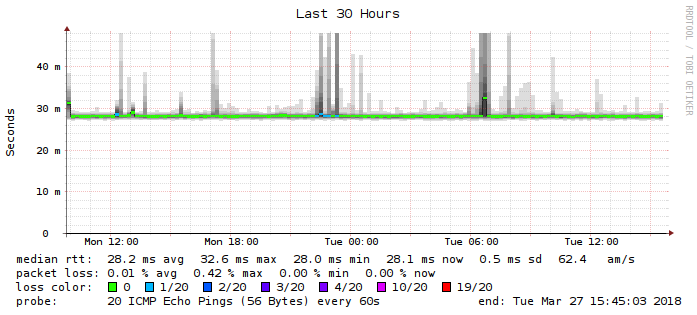 Last 30 Hours
RRDTOOL / TOBI OETIKER
Seconds
40 m
30 m
20 m
10 m
0
Mon 12:00 Mon 18:00 Tue 00:00 Tue 06:00 Tue 12:00
median rtt: 28.2 ms avg 32.6 ms max 28.0 ms min 28.1 ms now 0.5 ms sd 62.4 am/s
packet loss: 0.01 % avg 0.42 % max 0.00 % min 0.00 % now
loss color: 0 1/20 2/20 3/20 4/20 10/20 19/20
probe: 20 ICMP Echo Pings (56 Bytes) every 60s end: Tue Mar 27 15:45:03 2018